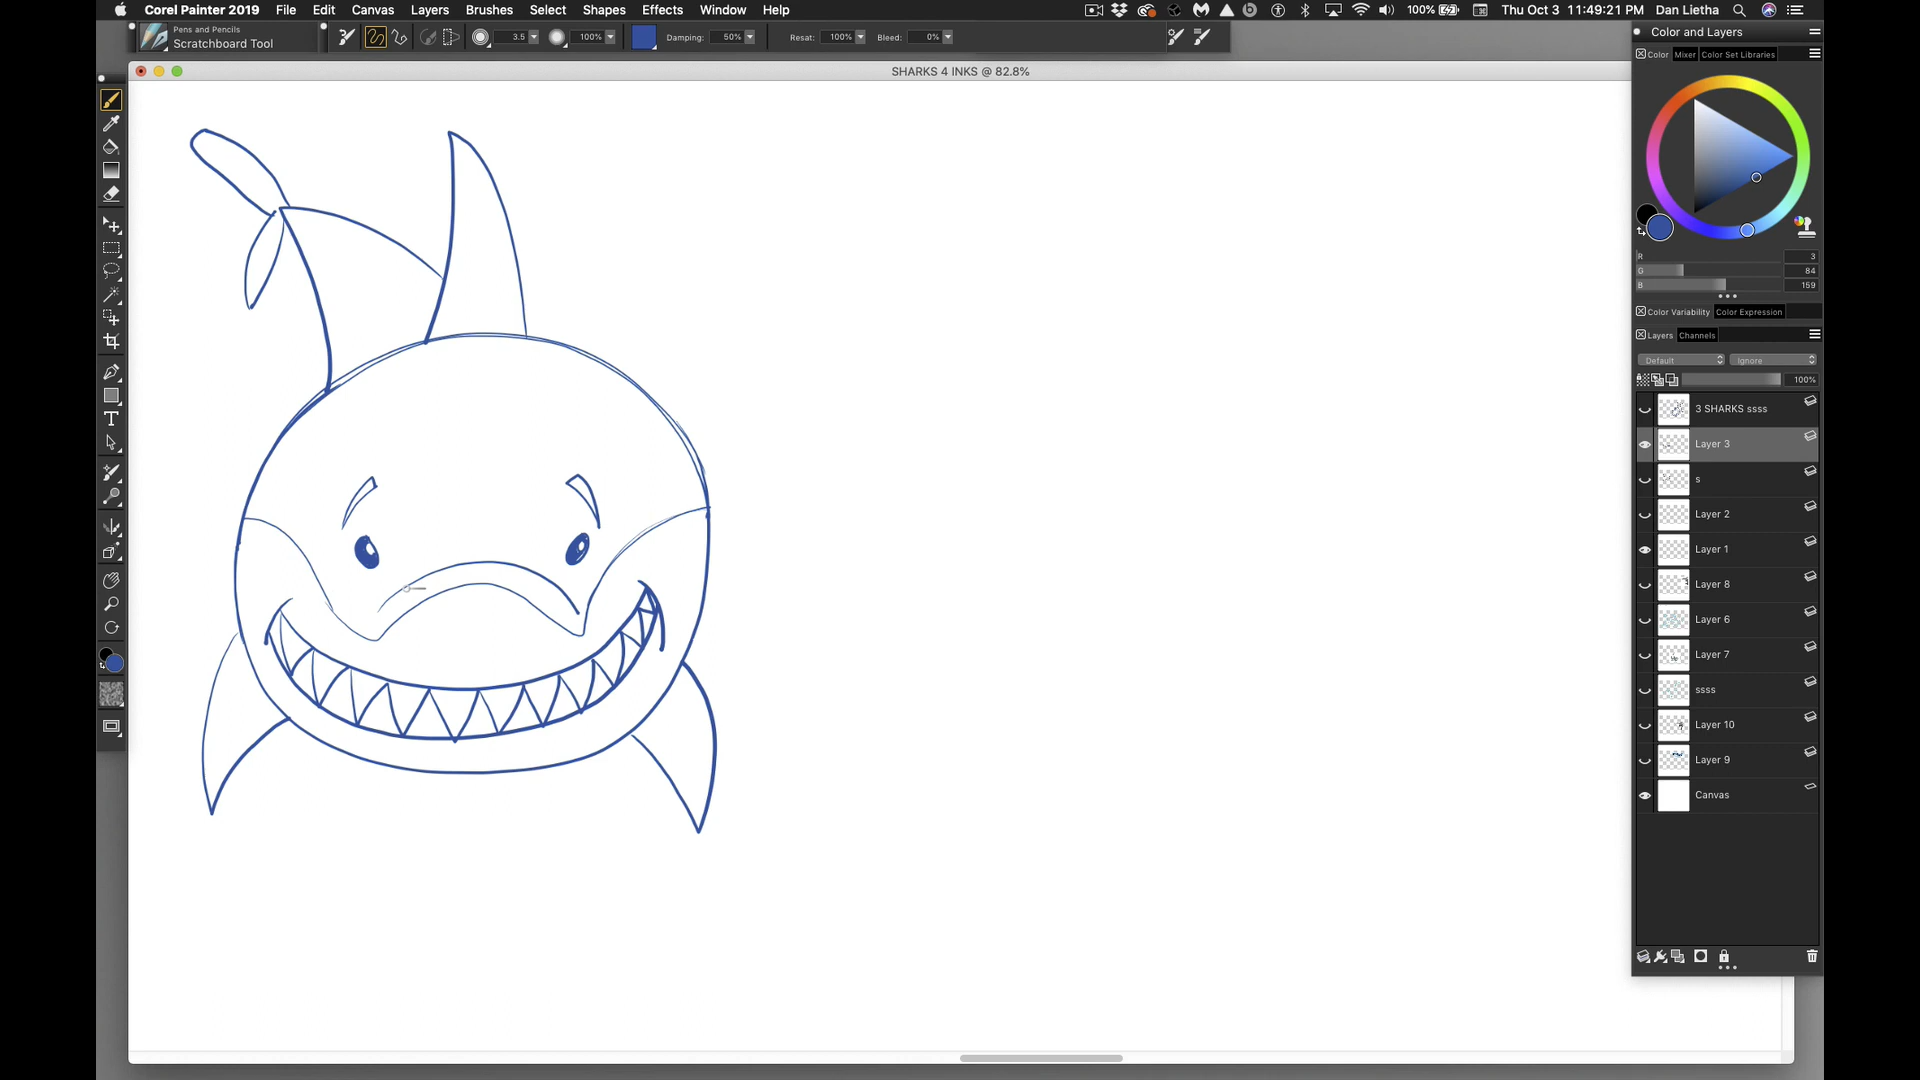 Corel Painter 2019 File Edit Canvas Layers Brushes Select Shapes Effects Window Help 100% Thu Oct 3 11:49:21 PM Dan Lietha
Pens and Pencils
Scratchboard Tool
3.5 100% Damping: 50% Resat: 100% Bleed: 0%
SHARKS 4 INKS @ 82.8%
Color and Layers
Color Mixer Color Set Libraries
R 3
G 84
B 159
Color Variability Color Expression
Layers Channels
Default Ignore
100%
3 SHARKS ssss
Layer 3
s
Layer 2
Layer 1
Layer 8
Layer 6
Layer 7
ssss
Layer 10
Layer 9
Canvas
T